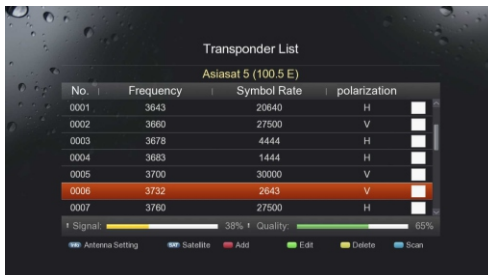 Transponder List
Asiasat 5 (100.5 E)
No. Frequency Symbol Rate polarization
0001 3643 20640 H
0002 3660 27500 V
0003 3678 4444 H
0004 3683 1444 H
0005 3700 30000 V
0006 3732 2643 V
0007 3760 27500 H
Signal: 38% Quality: 65%
Info Antenna Setting SAT Satellite Add Edit Delete Scan